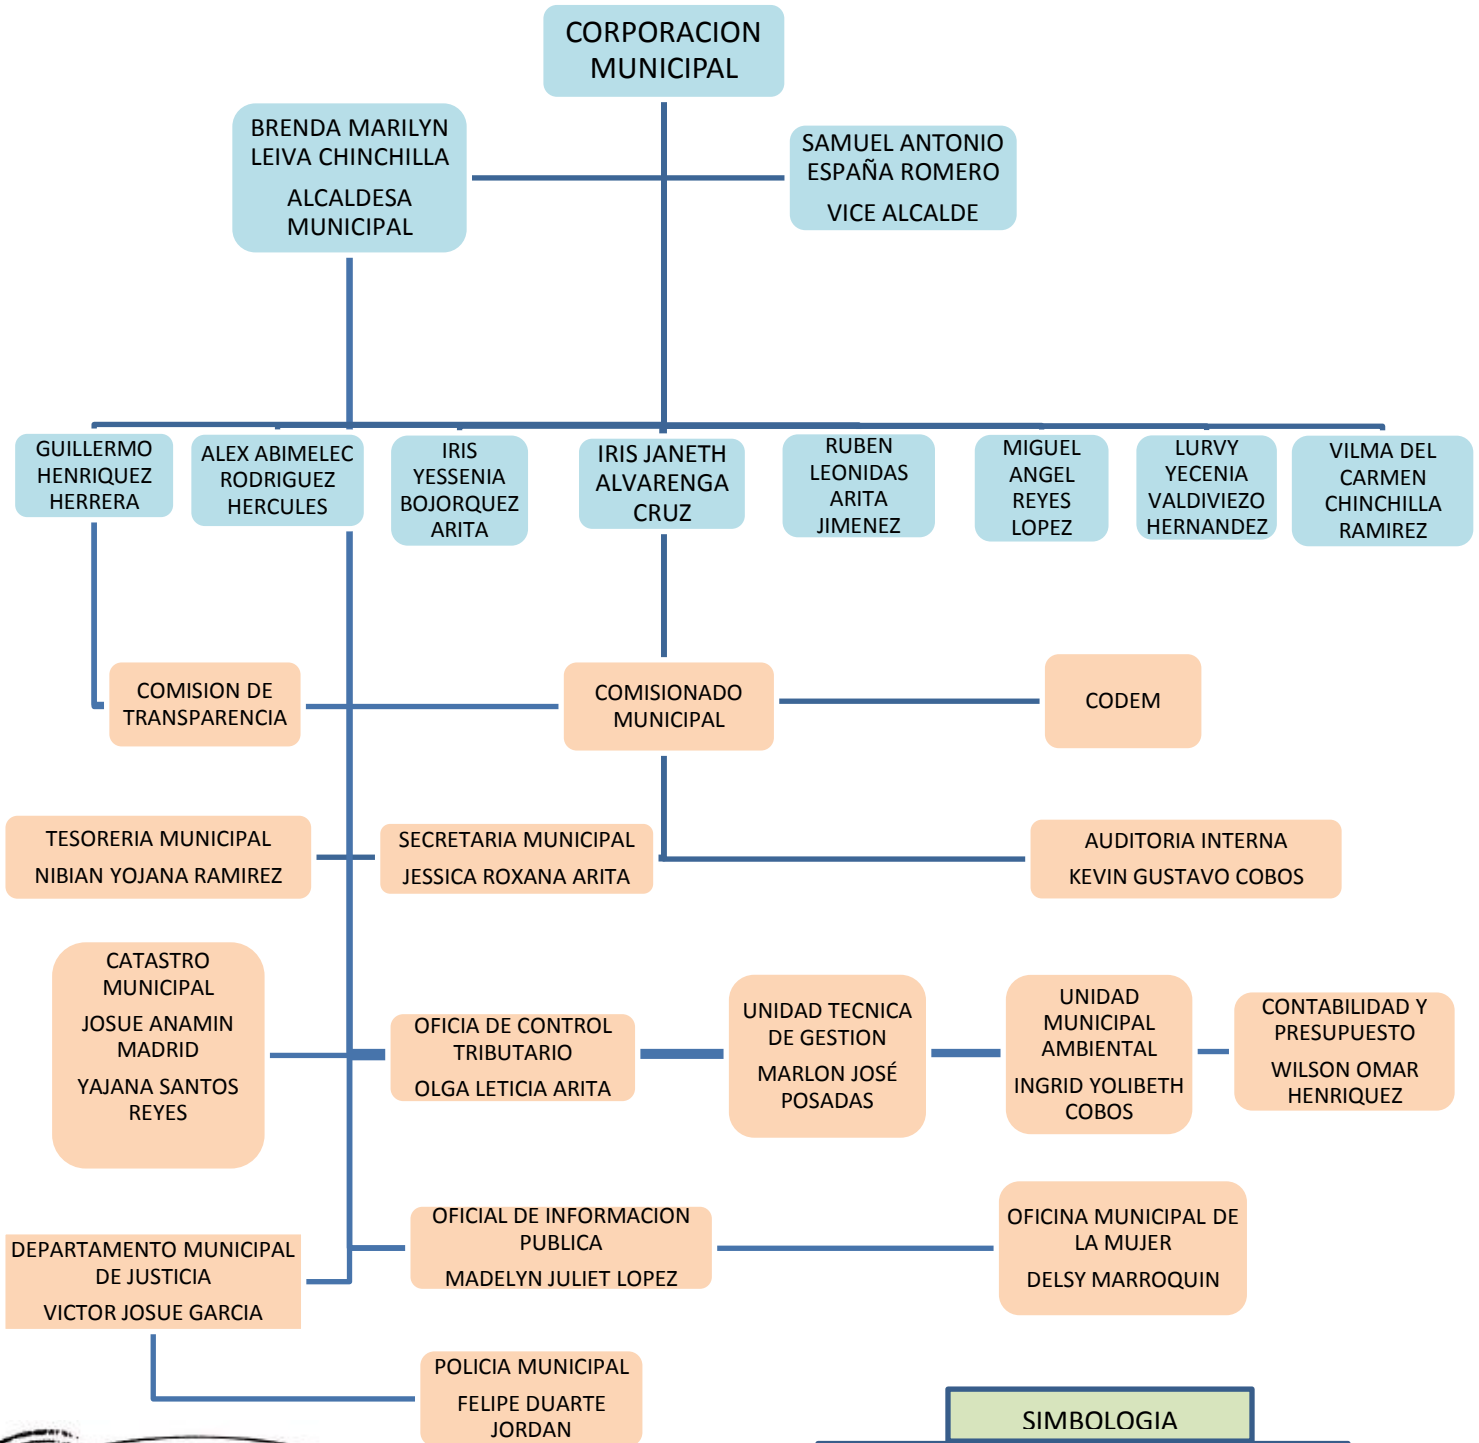 CORPORACION
MUNICIPAL
BRENDA MARILYN
LEIVA CHINCHILLA
ALCALDESA
MUNICIPAL
SAMUEL ANTONIO
ESPAÑA ROMERO
VICE ALCALDE
GUILLERMO
HENRIQUEZ
HERRERA
ALEX ABIMELEC
RODRIGUEZ
HERCULES
IRIS
YESSENIA
BOJORQUEZ
ARITA
IRIS JANETH
ALVARENGA
CRUZ
RUBEN
LEONIDAS
ARITA
JIMENEZ
MIGUEL
ANGEL
REYES
LOPEZ
LURVY
YECENIA
VALDIVIEZO
HERNANDEZ
VILMA DEL
CARMEN
CHINCHILLA
RAMIREZ
COMISION DE
TRANSPARENCIA
COMISIONADO
MUNICIPAL
CODEM
TESORERIA MUNICIPAL
NIBIAN YOJANA RAMIREZ
SECRETARIA MUNICIPAL
JESSICA ROXANA ARITA
AUDITORIA INTERNA
KEVIN GUSTAVO COBOS
CATASTRO
MUNICIPAL
JOSUE ANAMIN
MADRID
YAJANA SANTOS
REYES
OFICIA DE CONTROL
TRIBUTARIO
OLGA LETICIA ARITA
UNIDAD TECNICA
DE GESTION
MARLON JOSÉ
POSADAS
UNIDAD
MUNICIPAL
AMBIENTAL
INGRID YOLIBETH
COBOS
CONTABILIDAD Y
PRESUPUESTO
WILSON OMAR
HENRIQUEZ
DEPARTAMENTO MUNICIPAL
DE JUSTICIA
VICTOR JOSUE GARCIA
OFICIAL DE INFORMACION
PUBLICA
MADELYN JULIET LOPEZ
OFICINA MUNICIPAL DE
LA MUJER
DELSY MARROQUIN
POLICIA MUNICIPAL
FELIPE DUARTE
JORDAN
SIMBOLOGIA